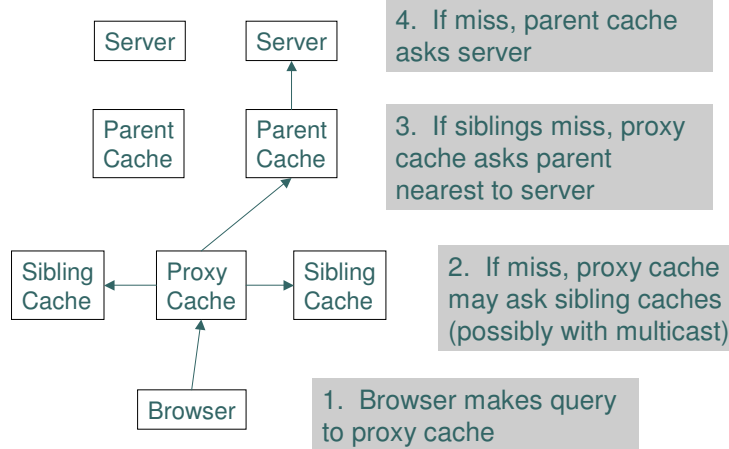 Server
Server
4. If miss, parent cache
asks server
Parent
Cache
Parent
Cache
3. If siblings miss, proxy
cache asks parent
nearest to server
Sibling
Cache
Proxy
Cache
Sibling
Cache
2. If miss, proxy cache
may ask sibling caches
(possibly with multicast)
Browser
1. Browser makes query
to proxy cache